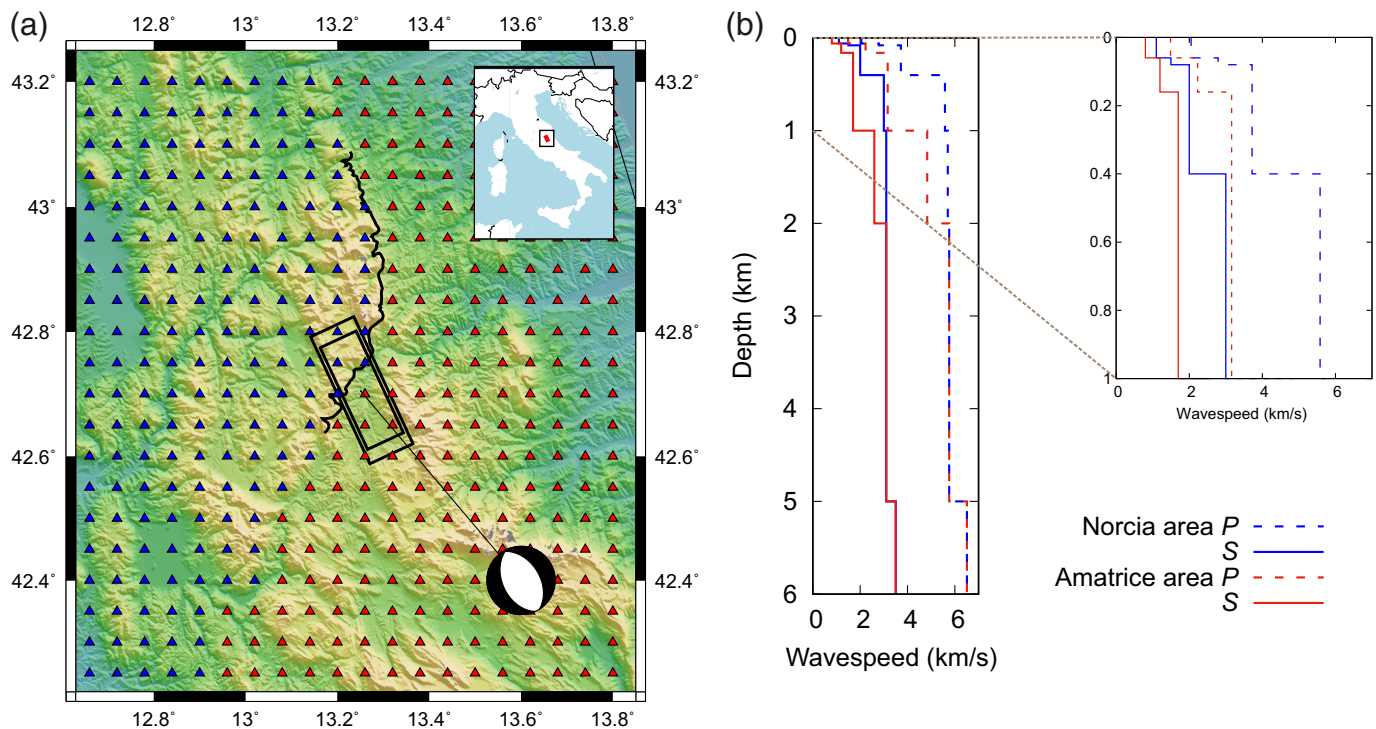 (a)
12.8° 13° 13.2° 13.4° 13.6° 13.8°
43.2° 43.2°
43° 43°
42.8° 42.8°
42.6° 42.6°
42.4° 42.4°
12.8° 13° 13.2° 13.4° 13.6° 13.8°
(b)
0
1
2
3
4
5
6
Depth (km)
0 2 4 6
Wavespeed (km/s)
0
0.2
0.4
0.6
0.8
1
0 2 4 6
Wavespeed (km/s)
Norcia area P
S
Amatrice area P
S